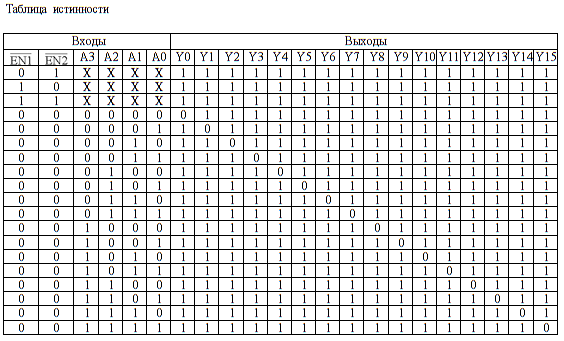 Таблица истинности
Входы Выходы
EN1 EN2 A3 A2 A1 A0 Y0 Y1 Y2 Y3 Y4 Y5 Y6 Y7 Y8 Y9 Y10 Y11 Y12 Y13 Y14 Y15
0 1 X X X X 1 1 1 1 1 1 1 1 1 1 1 1 1 1 1 1
1 0 X X X X 1 1 1 1 1 1 1 1 1 1 1 1 1 1 1 1
1 1 X X X X 1 1 1 1 1 1 1 1 1 1 1 1 1 1 1 1
0 0 0 0 0 0 0 1 1 1 1 1 1 1 1 1 1 1 1 1 1 1
0 0 0 0 0 1 1 0 1 1 1 1 1 1 1 1 1 1 1 1 1 1
0 0 0 0 1 0 1 1 0 1 1 1 1 1 1 1 1 1 1 1 1 1
0 0 0 0 1 1 1 1 1 0 1 1 1 1 1 1 1 1 1 1 1 1
0 0 0 1 0 0 1 1 1 1 0 1 1 1 1 1 1 1 1 1 1 1
0 0 0 1 0 1 1 1 1 1 1 0 1 1 1 1 1 1 1 1 1 1
0 0 0 1 1 0 1 1 1 1 1 1 0 1 1 1 1 1 1 1 1 1
0 0 0 1 1 1 1 1 1 1 1 1 1 0 1 1 1 1 1 1 1 1
0 0 1 0 0 0 1 1 1 1 1 1 1 1 0 1 1 1 1 1 1 1
0 0 1 0 0 1 1 1 1 1 1 1 1 1 1 0 1 1 1 1 1 1
0 0 1 0 1 0 1 1 1 1 1 1 1 1 1 1 0 1 1 1 1 1
0 0 1 0 1 1 1 1 1 1 1 1 1 1 1 1 1 0 1 1 1 1
0 0 1 1 0 0 1 1 1 1 1 1 1 1 1 1 1 1 0 1 1 1
0 0 1 1 0 1 1 1 1 1 1 1 1 1 1 1 1 1 1 0 1 1
0 0 1 1 1 0 1 1 1 1 1 1 1 1 1 1 1 1 1 1 0 1
0 0 1 1 1 1 1 1 1 1 1 1 1 1 1 1 1 1 1 1 1 0